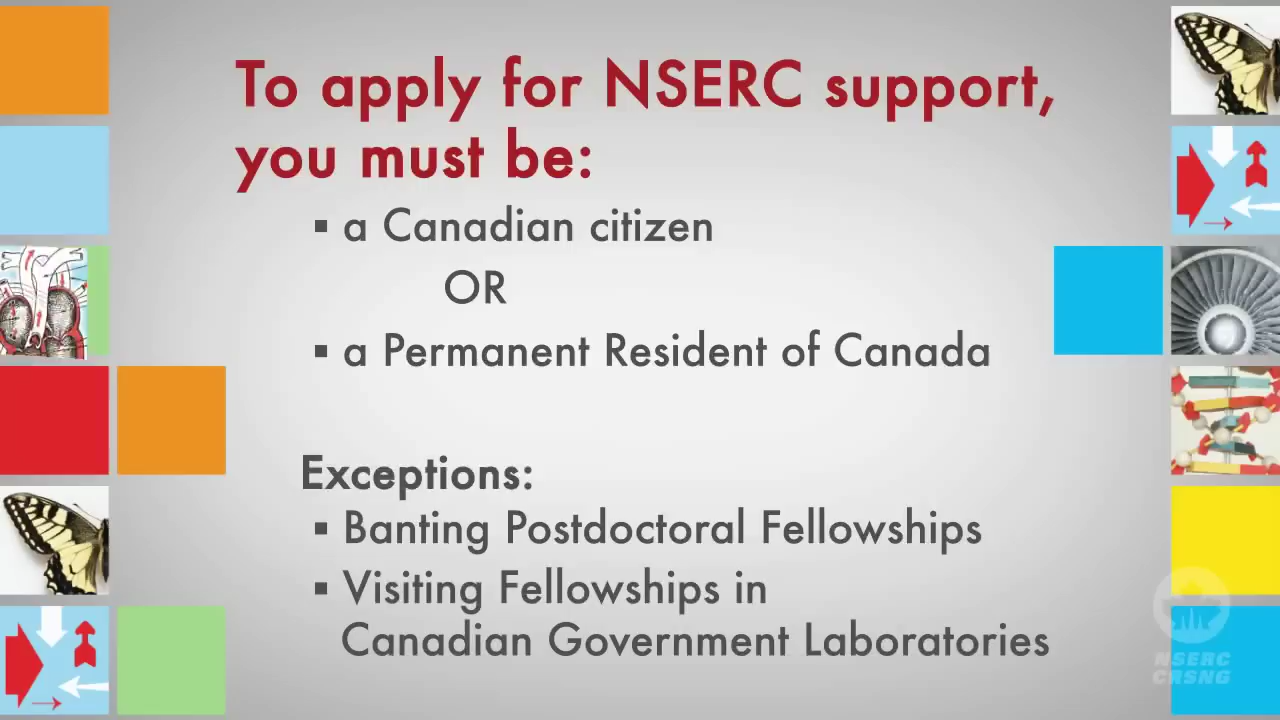 To apply for NSERC support,
you must be:
▪ a Canadian citizen
OR
▪ a Permanent Resident of Canada
Exceptions:
▪ Banting Postdoctoral Fellowships
▪ Visiting Fellowships in
Canadian Government Laboratories
NSERC
CRSNG